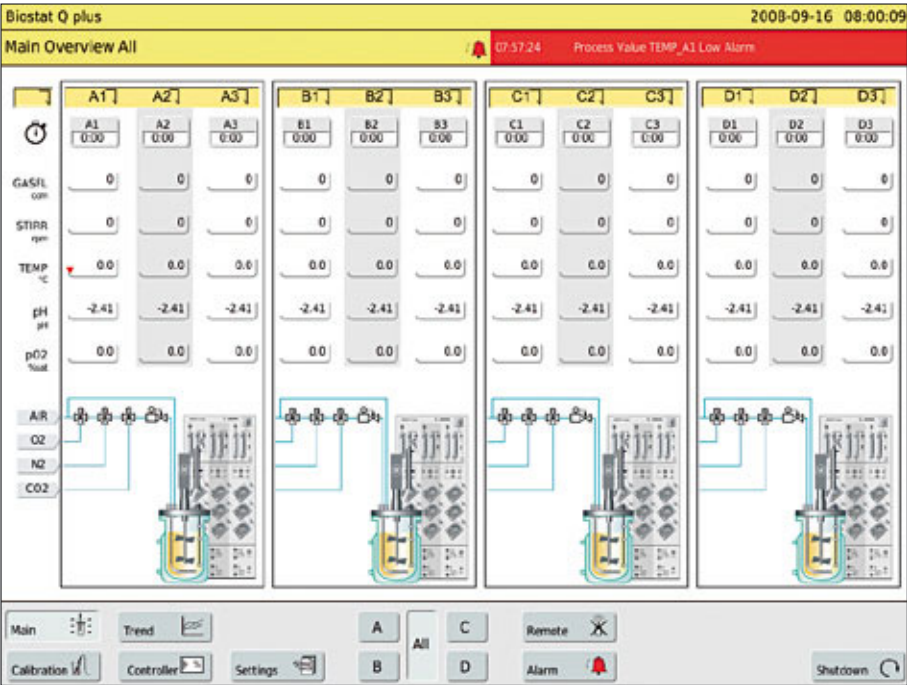 Biostat Q plus 2008-09-16 08:00:09
Main Overview All 07:57:24 Process Value TEMP_A1 Low Alarm
A1 A2 A3 B1 B2 B3 C1 C2 C3 D1 D2 D3
A1 A2 A3 B1 B2 B3 C1 C2 C3 D1 D2 D3
0:00 0:00 0:00 0:00 0:00 0:00 0:00 0:00 0:00 0:00 0:00 0:00
GASFL 0 0 0 0 0 0 0 0 0 0 0 0
ccm
STIRR 0 0 0 0 0 0 0 0 0 0 0 0
rpm
TEMP 0.0 0.0 0.0 0.0 0.0 0.0 0.0 0.0 0.0 0.0 0.0 0.0
°C
pH -2.41 -2.41 -2.41 -2.41 -2.41 -2.41 -2.41 -2.41 -2.41 -2.41 -2.41 -2.41
pH
pO2 0.0 0.0 0.0 0.0 0.0 0.0 0.0 0.0 0.0 0.0 0.0 0.0
%sat
AIR
O2
N2
CO2
Main Trend A All C Remote
Calibration Controller Settings B D Alarm Shutdown